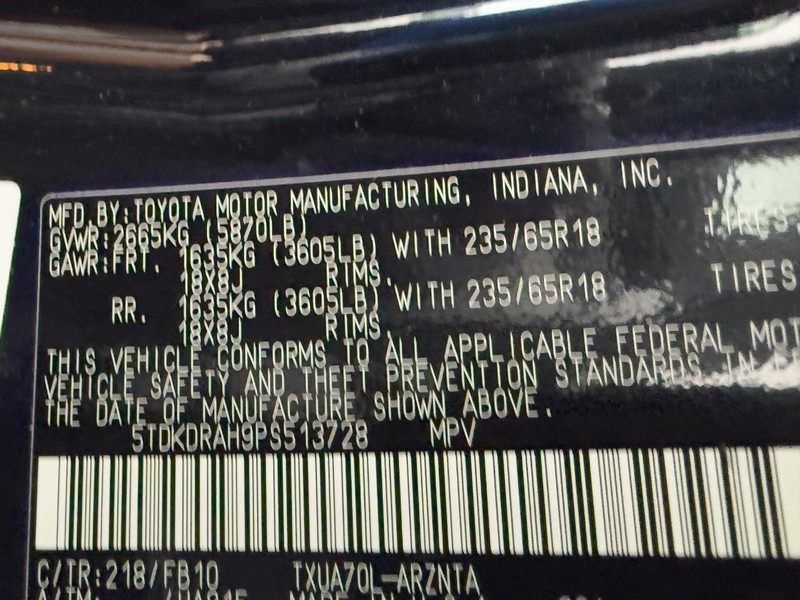 MFD.BY:TOYOTA MOTOR MANUFACTURING, INDIANA, INC.
GVWR:2665KG (5870LB)
GAWR:FRT. 1635KG (3605LB) WITH 235/65R18 TIRES,
18X8J RIMS,
RR. 1635KG (3605LB) WITH 235/65R18 TIRES
18X8J RIMS,
THIS VEHICLE CONFORMS TO ALL APPLICABLE FEDERAL MOT
VEHICLE SAFETY AND THEFT PREVENTION STANDARDS IN
THE DATE OF MANUFACTURE SHOWN ABOVE.
5TDKDRAH9PS513728 MPV
C/TR:218/FB10 TXUA70L-ARZNTA